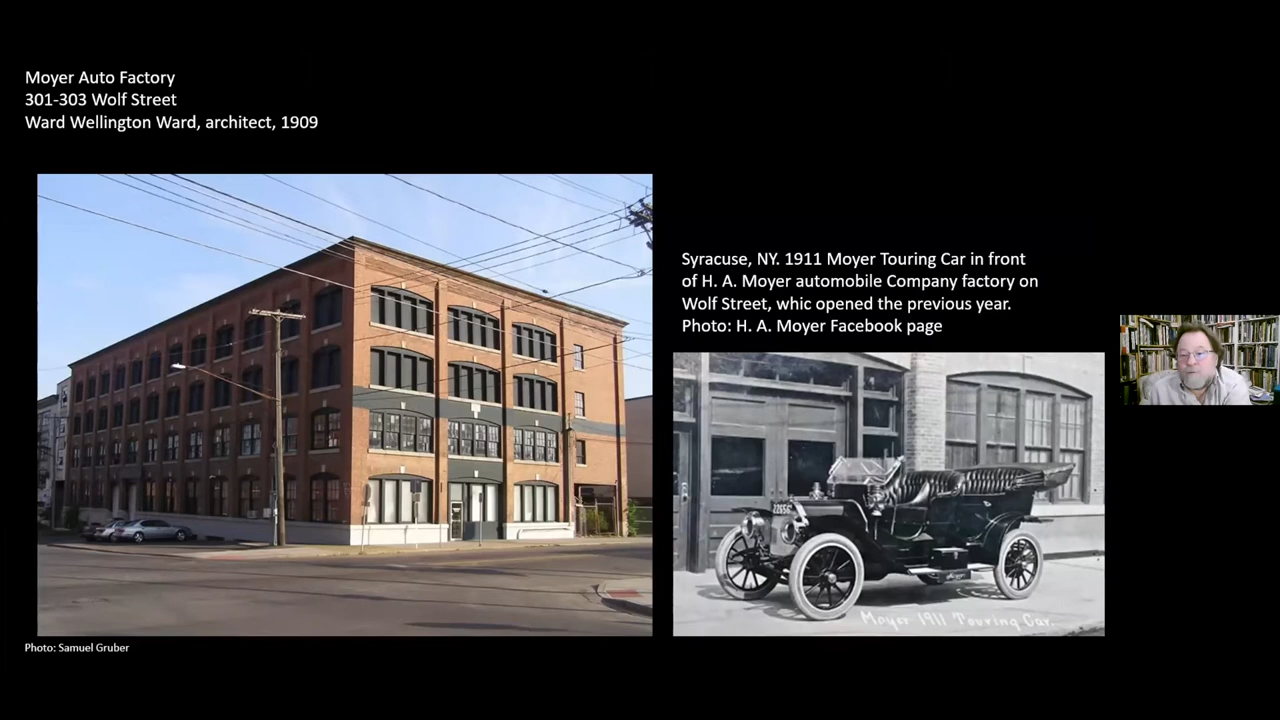 Moyer Auto Factory
301-303 Wolf Street
Ward Wellington Ward, architect, 1909
Syracuse, NY. 1911 Moyer Touring Car in front
of H. A. Moyer automobile Company factory on
Wolf Street, whic opened the previous year.
Photo: H. A. Moyer Facebook page
22656
Moyer 1911 Touring Car.
Photo: Samuel Gruber